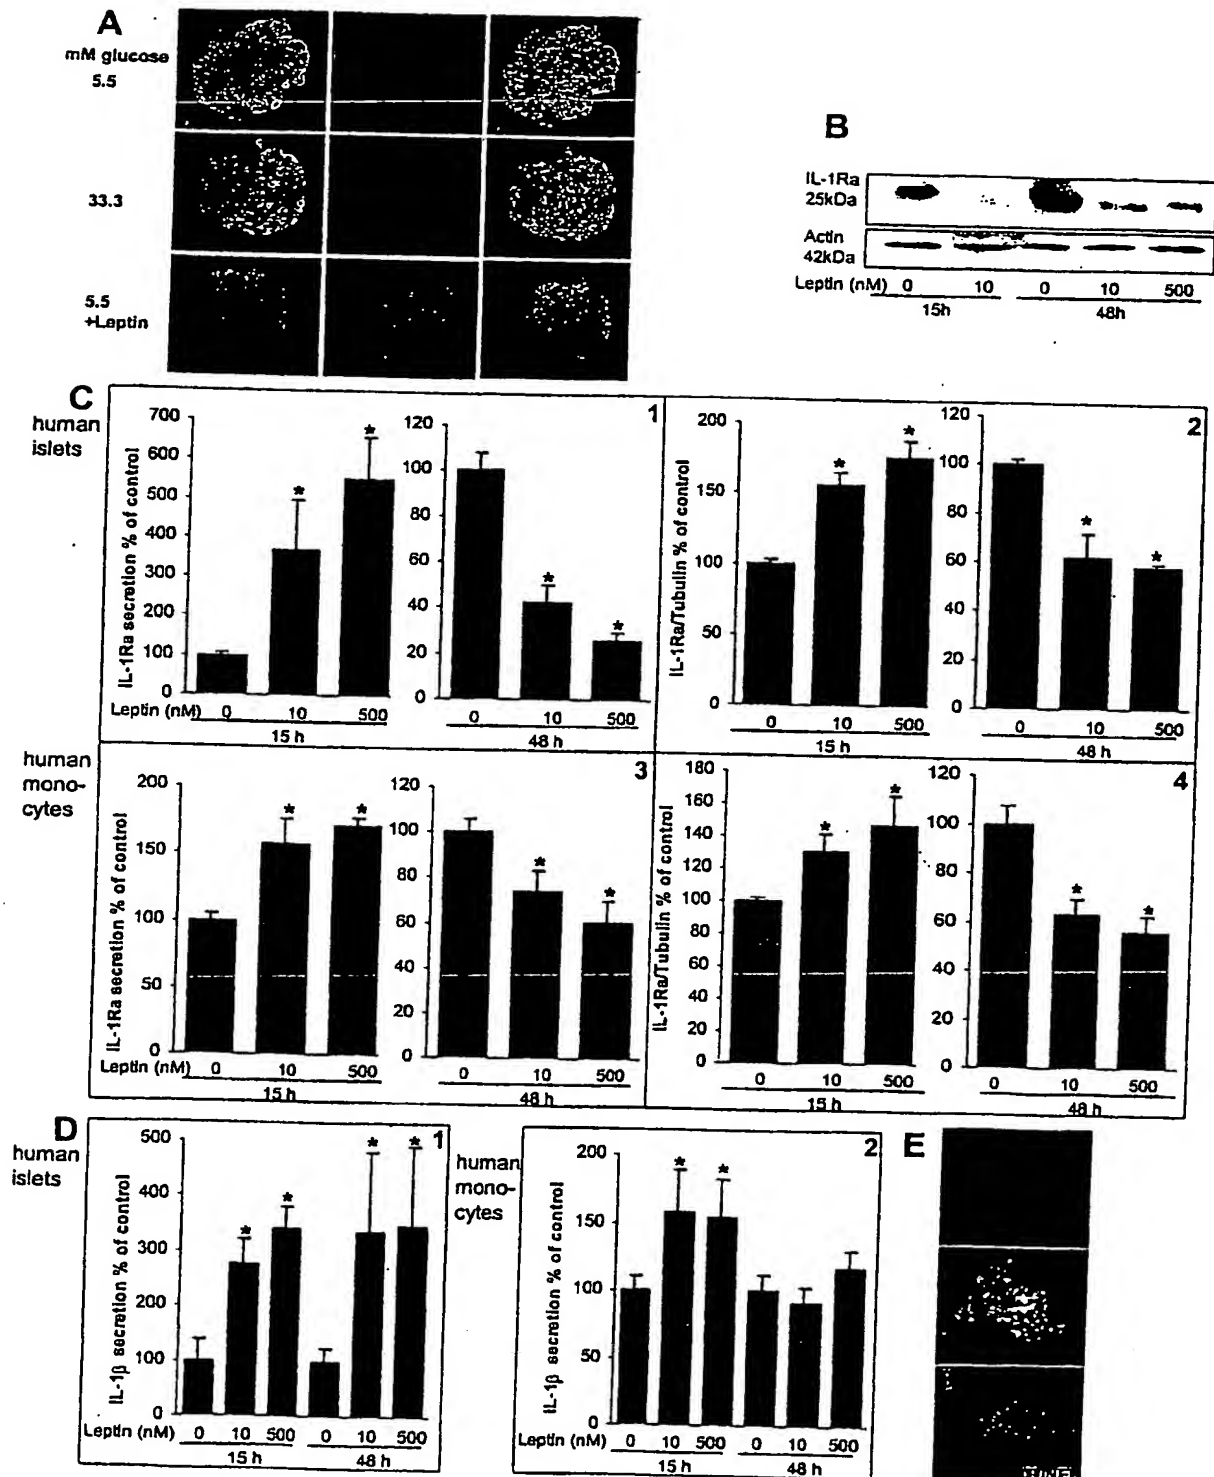 A
mM glucose
5.5
33.3
5.5
+Leptin
B
IL-1Ra
25kDa
Actin
42kDa
Leptin (nM) 0 10 0 10 500
15h 48h
C
human
islets
1
IL-1Ra secretion % of control
700
600
500
400
300
200
100
0
* *
120
100
80
60
40
20
0
* *
Leptin (nM) 0 10 500 0 10 500
15 h 48 h
2
IL-1Ra/Tubulin % of control
200
150
100
50
0
* *
120
100
80
60
40
20
0
* *
0 10 500 0 10 500
15 h 48 h
human
mono-
cytes
3
IL-1Ra secretion % of control
200
150
100
50
0
* *
120
100
80
60
40
20
0
* *
Leptin (nM) 0 10 500 0 10 500
15 h 48 h
4
IL-1Ra/Tubulin % of control
180
160
140
120
100
80
60
40
20
0
* *
120
100
80
60
40
20
0
* *
0 10 500 0 10 500
15 h 48 h
D
human
islets
1
IL-1β secretion % of control
500
400
300
200
100
0
* * * *
Leptin (nM) 0 10 500 0 10 500
15 h 48 h
human
mono-
cytes
2
IL-1β secretion % of control
200
150
100
50
0
* *
Leptin (nM) 0 10 500 0 10 500
15 h 48 h
E